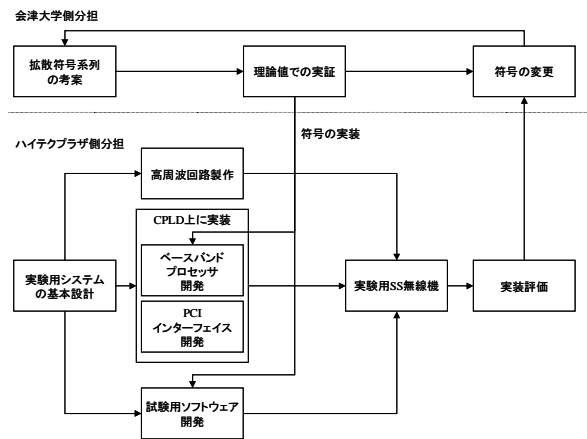 会津大学側分担
拡散符号系列
の考案
理論値での実証
符号の変更
ハイテクプラザ側分担
符号の実装
高周波回路製作
CPLD上に実装
ベースバンド
プロセッサ
開発
実験用システム
の基本設計
実験用SS無線機
実装評価
PCI
インターフェイス
開発
試験用ソフトウェア
開発